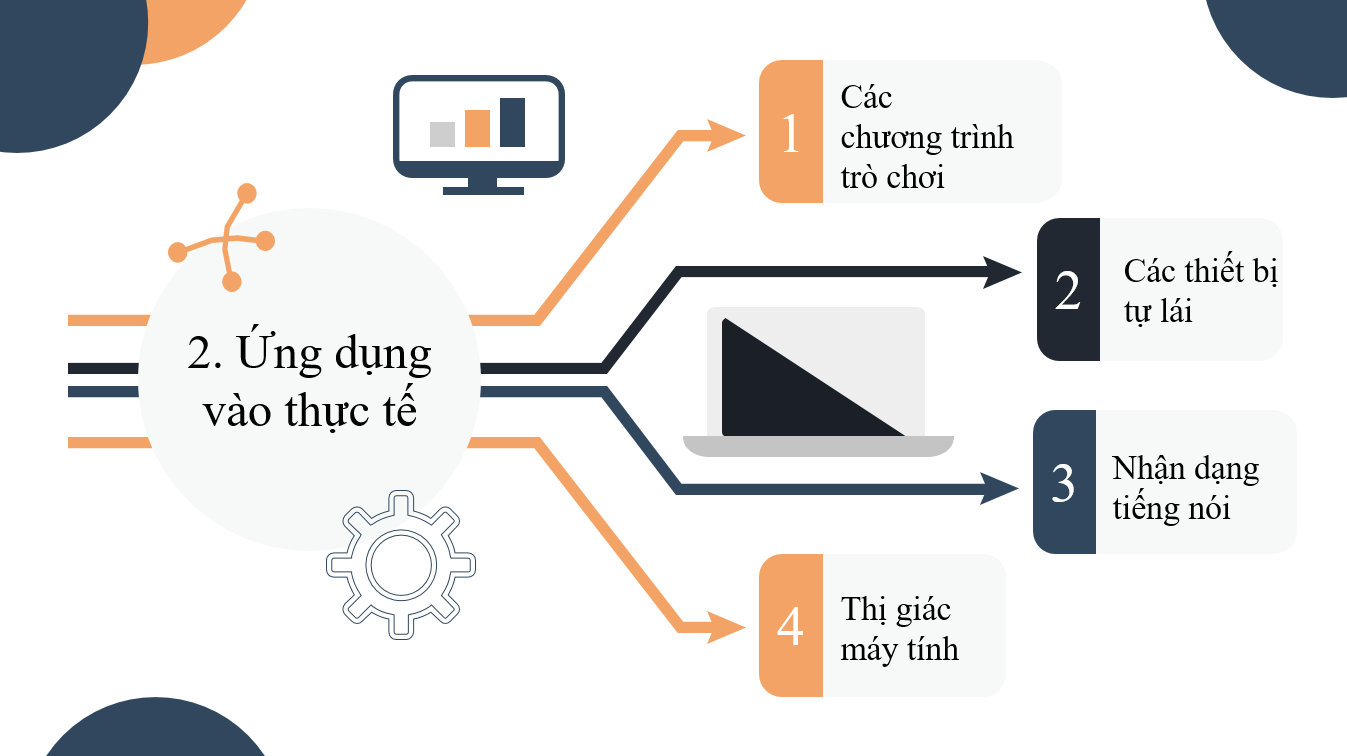 2. Ứng dụng
vào thực tế
1
Các
chương trình
trò chơi
2
Các thiết bị
tự lái
3
Nhận dạng
tiếng nói
4
Thị giác
máy tính